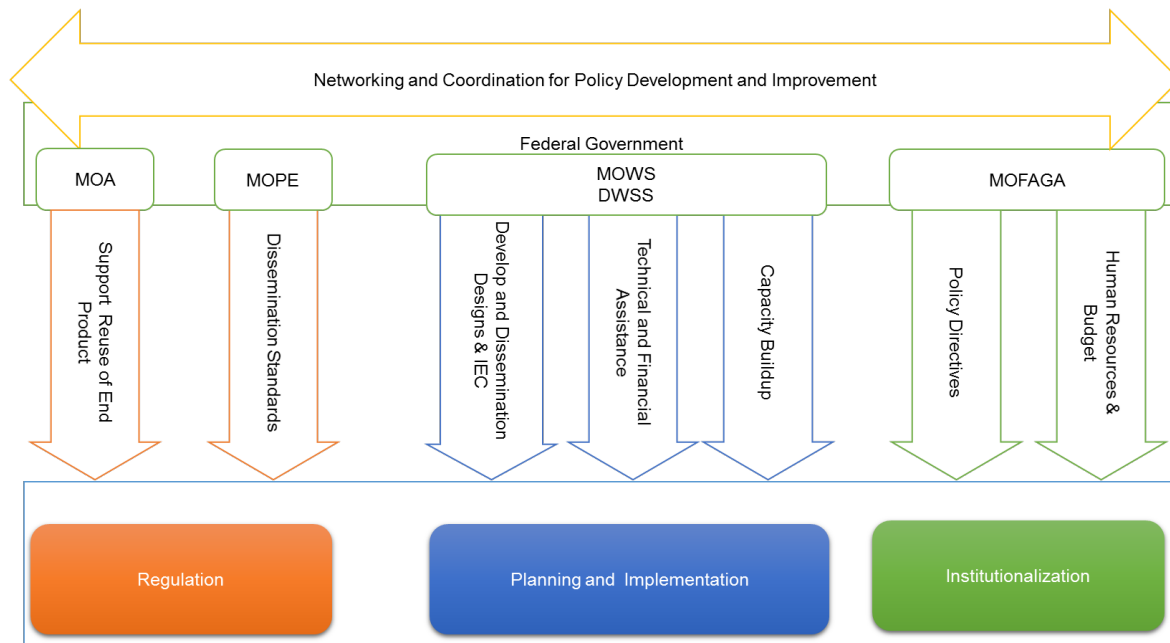 Networking and Coordination for Policy Development and Improvement
Federal Government
MOA
MOPE
MOWS
DWSS
MOFAGA
Support Reuse of End
Product
Dissemination Standards
Develop and Dissemination
Designs & IEC
Technical and Financial
Assistance
Capacity Buildup
Policy Directives
Human Resources &
Budget
Regulation
Planning and Implementation
Institutionalization